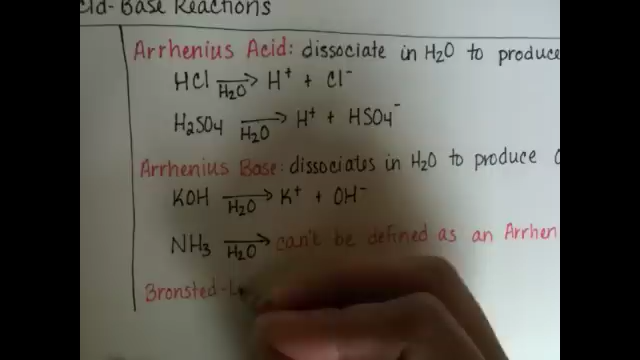 cid-Base Reactions
Arrhenius Acid: dissociate in H2O to produce
HCl →H2O H+ + Cl-
H2SO4 →H2O H+ + HSO4-
Arrhenius Base: dissociates in H2O to produce O
KOH →H2O K+ + OH-
NH3 →H2O can't be defined as an Arrhen
Bronsted-L